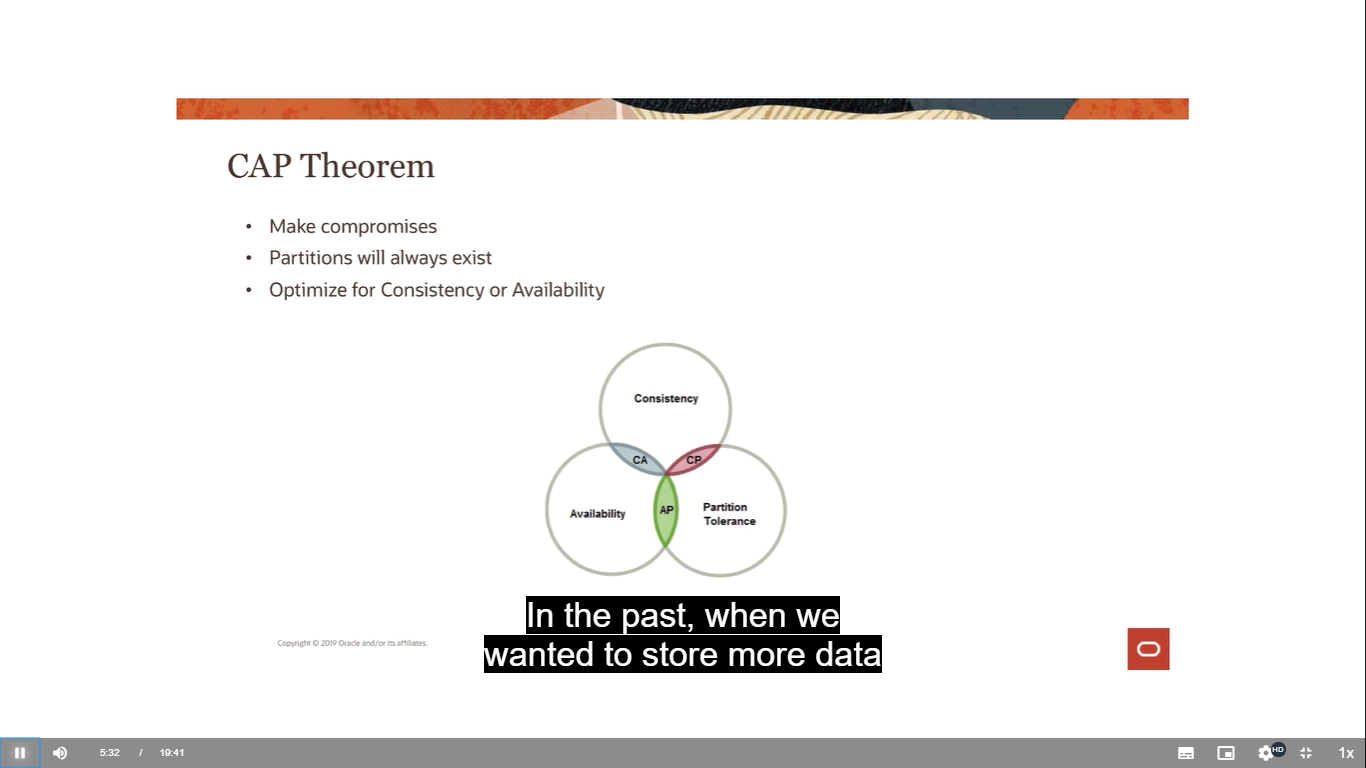 CAP Theorem
• Make compromises
• Partitions will always exist
• Optimize for Consistency or Availability
Consistency
CA
CP
Availability
AP
Partition
Tolerance
In the past, when we
wanted to store more data
Copyright © 2019 Oracle and/or its affiliates.
5:32 / 19:41
HD
1x